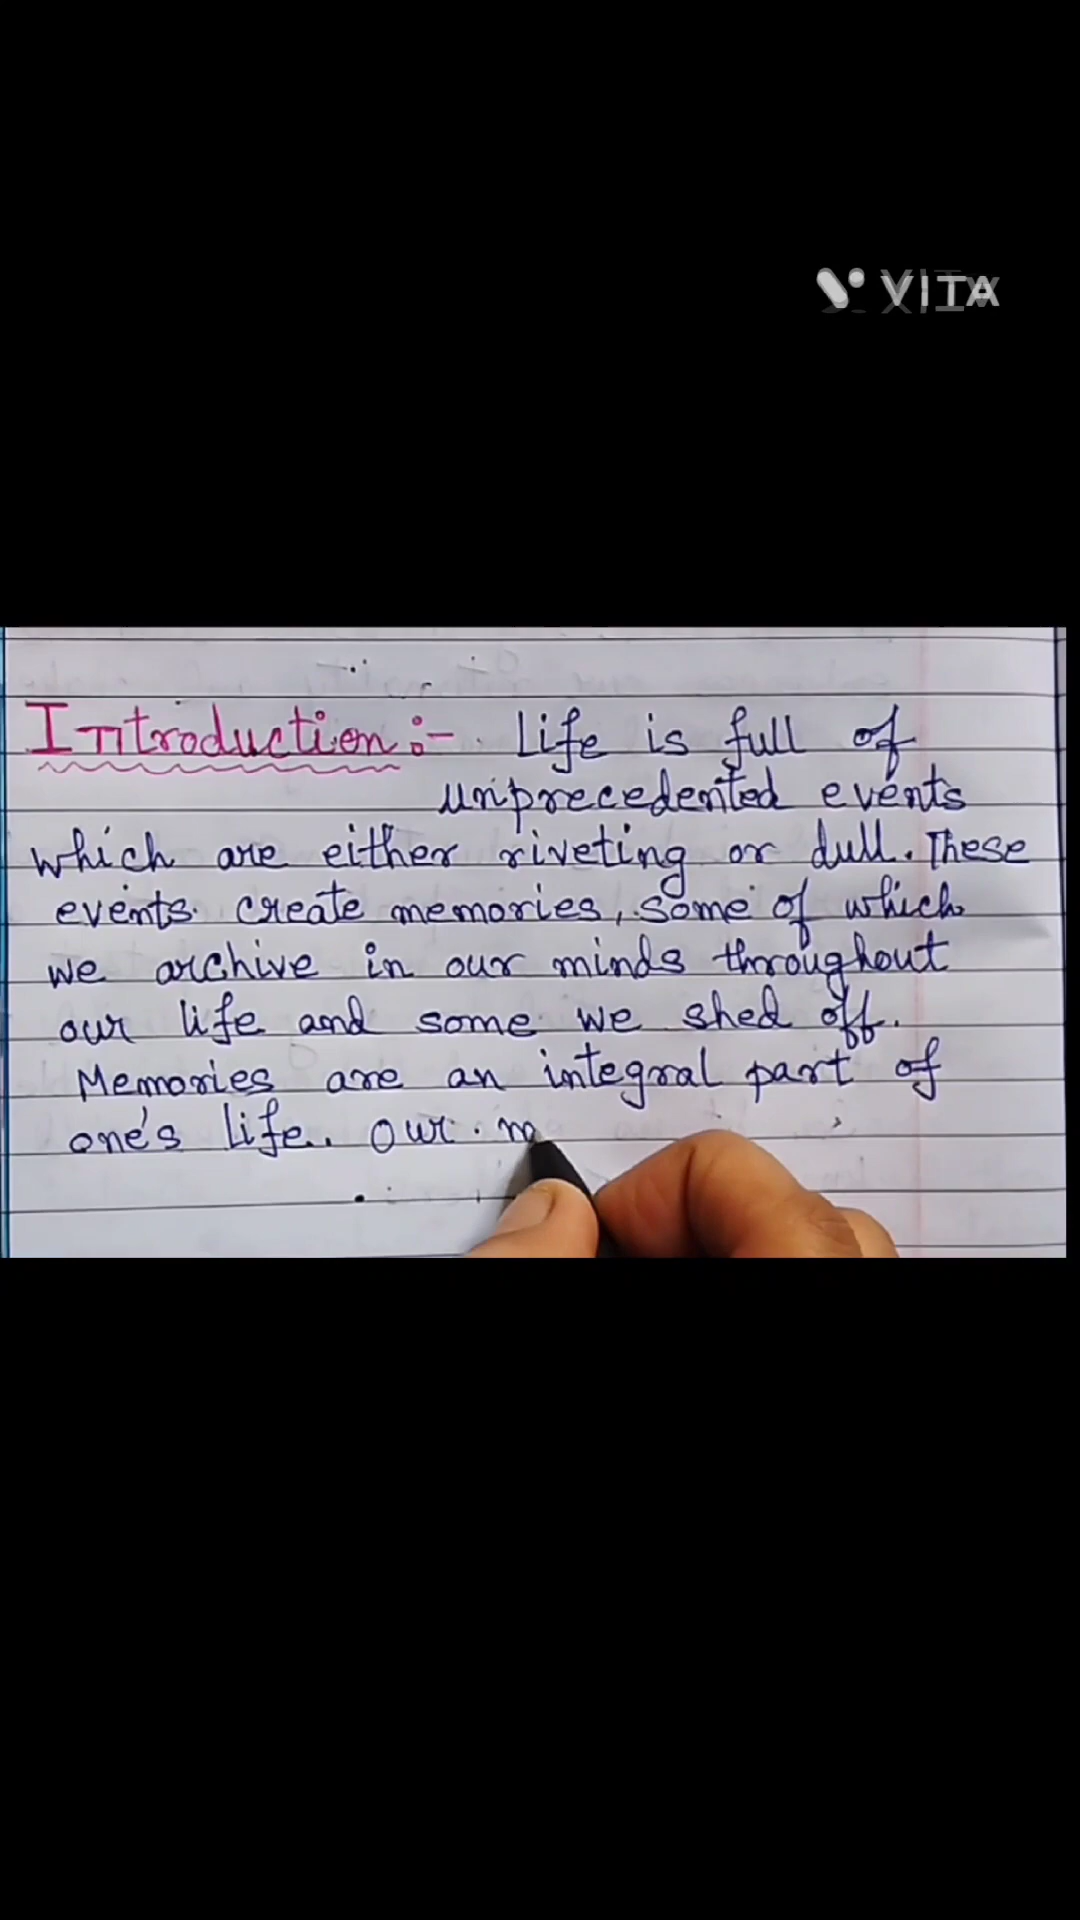 VITA
Introduction :- Life is full of
unprecedented events
which are either riveting or dull. These
events create memories, some of which
we archive in our minds throughout
our life and some we shed off.
Memories are an integral part of
one's life. Our m